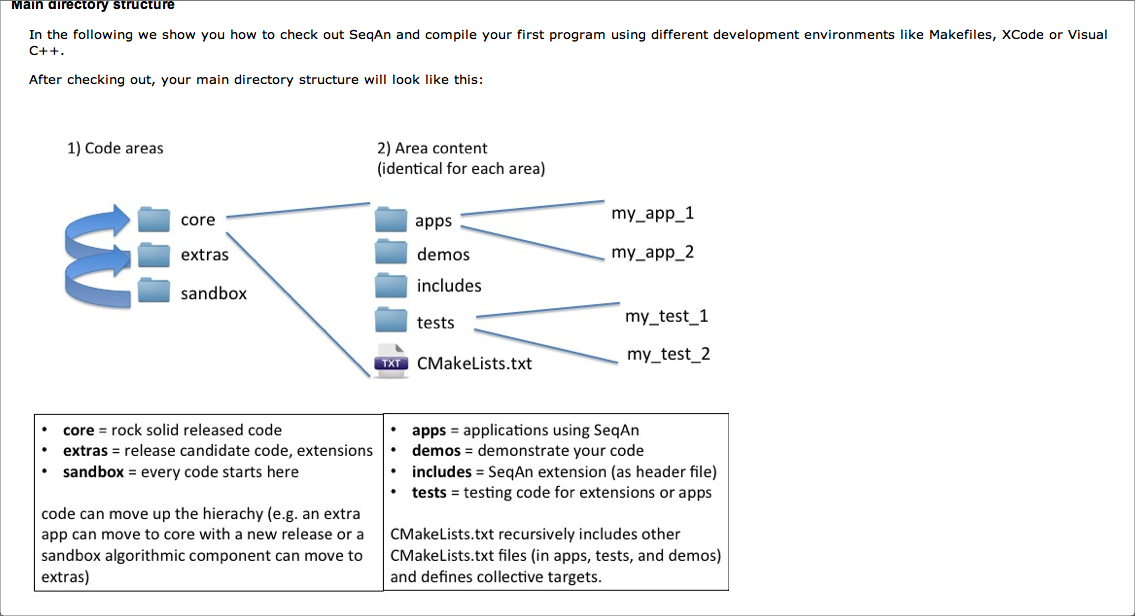 Main directory structure
In the following we show you how to check out SeqAn and compile your first program using different development environments like Makefiles, XCode or Visual
C++.
After checking out, your main directory structure will look like this:
1) Code areas
2) Area content
(identical for each area)
core
extras
sandbox
apps
demos
includes
tests
TXT
CMakeLists.txt
my_app_1
my_app_2
my_test_1
my_test_2
• core = rock solid released code
• extras = release candidate code, extensions
• sandbox = every code starts here
code can move up the hierachy (e.g. an extra
app can move to core with a new release or a
sandbox algorithmic component can move to
extras)
• apps = applications using SeqAn
• demos = demonstrate your code
• includes = SeqAn extension (as header file)
• tests = testing code for extensions or apps
CMakeLists.txt recursively includes other
CMakeLists.txt files (in apps, tests, and demos)
and defines collective targets.